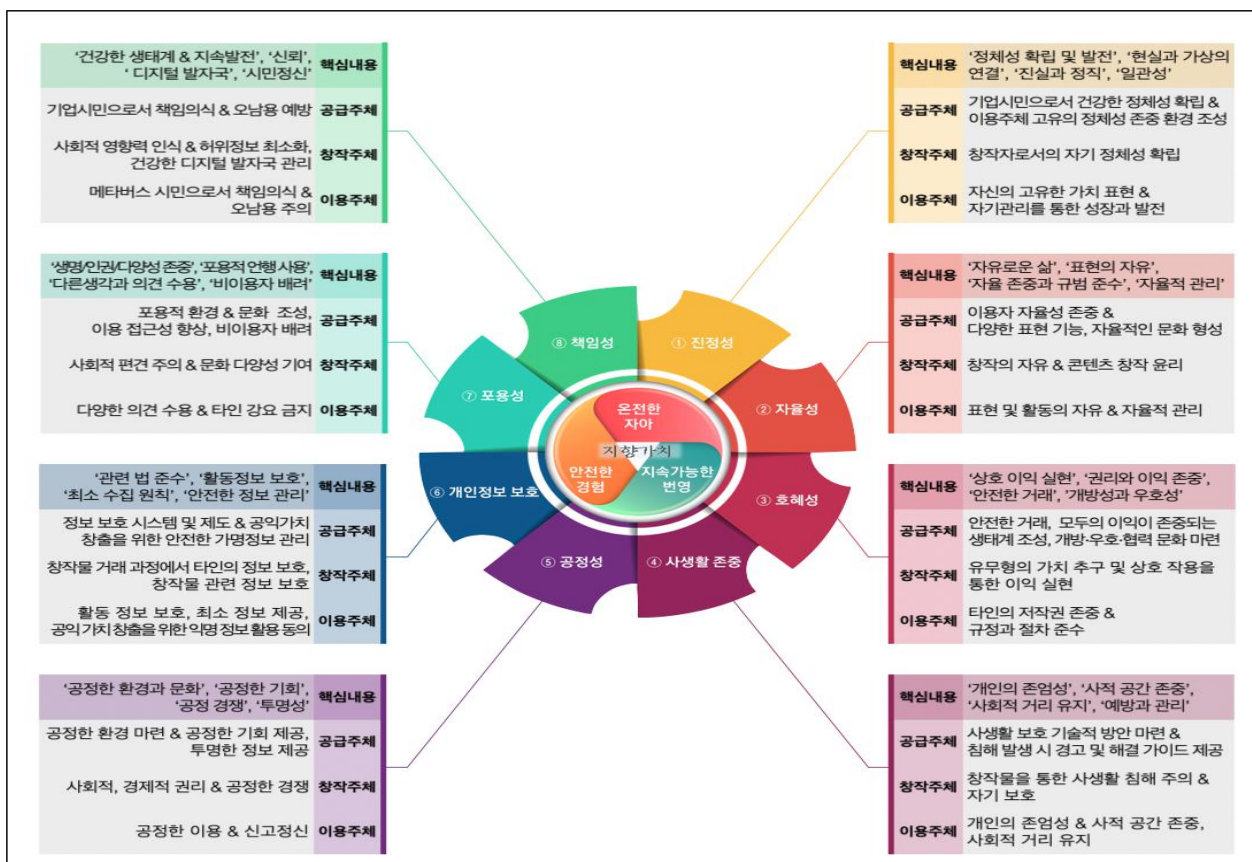 '건강한 생태계 & 지속발전', '신뢰',
' 디지털 발자국', '시민정신'
핵심내용
기업시민으로서 책임의식 & 오남용 예방
공급주체
사회적 영향력 인식 & 허위정보 최소화,
건강한 디지털 발자국 관리
창작주체
메타버스 시민으로서 책임의식 &
오남용 주의
이용주체
'생명/인권/다양성 존중', '포용적 언행 사용',
'다른생각과 의견 수용', '비이용자 배려'
핵심내용
포용적 환경 & 문화 조성,
이용 접근성 향상, 비이용자 배려
공급주체
사회적 편견 주의 & 문화 다양성 기여
창작주체
다양한 의견 수용 & 타인 강요 금지
이용주체
'관련 법 준수', '활동정보 보호',
'최소 수집 원칙', '안전한 정보 관리'
핵심내용
정보 보호 시스템 및 제도 & 공익가치
창출을 위한 안전한 가명정보 관리
공급주체
창작물 거래 과정에서 타인의 정보 보호,
창작물 관련 정보 보호
창작주체
활동 정보 보호, 최소 정보 제공,
공익 가치 창출을 위한 익명 정보 활용 동의
이용주체
'공정한 환경과 문화', '공정한 기회',
'공정 경쟁', '투명성'
핵심내용
공정한 환경 마련 & 공정한 기회 제공,
투명한 정보 제공
공급주체
사회적, 경제적 권리 & 공정한 경쟁
창작주체
공정한 이용 & 신고정신
이용주체
⑧ 책임성
① 진정성
⑦ 포용성
② 자율성
⑥ 개인정보 보호
③ 호혜성
⑤ 공정성
④ 사생활 존중
온전한
자아
지향가치
안전한
경험
지속가능한
번영
핵심내용
'정체성 확립 및 발전', '현실과 가상의
연결', '진실과 정직', '일관성'
공급주체
기업시민으로서 건강한 정체성 확립 &
이용주체 고유의 정체성 존중 환경 조성
창작주체
창작자로서의 자기 정체성 확립
이용주체
자신의 고유한 가치 표현 &
자기관리를 통한 성장과 발전
핵심내용
'자유로운 삶', '표현의 자유',
'자율 존중과 규범 준수', '자율적 관리'
공급주체
이용자 자율성 존중 &
다양한 표현 기능, 자율적인 문화 형성
창작주체
창작의 자유 & 콘텐츠 창작 윤리
이용주체
표현 및 활동의 자유 & 자율적 관리
핵심내용
'상호 이익 실현', '권리와 이익 존중',
'안전한 거래', '개방성과 우호성'
공급주체
안전한 거래, 모두의 이익이 존중되는
생태계 조성, 개방·우호·협력 문화 마련
창작주체
유무형의 가치 추구 및 상호 작용을
통한 이익 실현
이용주체
타인의 저작권 존중 &
규정과 절차 준수
핵심내용
'개인의 존엄성', '사적 공간 존중',
'사회적 거리 유지', '예방과 관리'
공급주체
사생활 보호 기술적 방안 마련 &
침해 발생 시 경고 및 해결 가이드 제공
창작주체
창작물을 통한 사생활 침해 주의 &
자기 보호
이용주체
개인의 존엄성 & 사적 공간 존중,
사회적 거리 유지